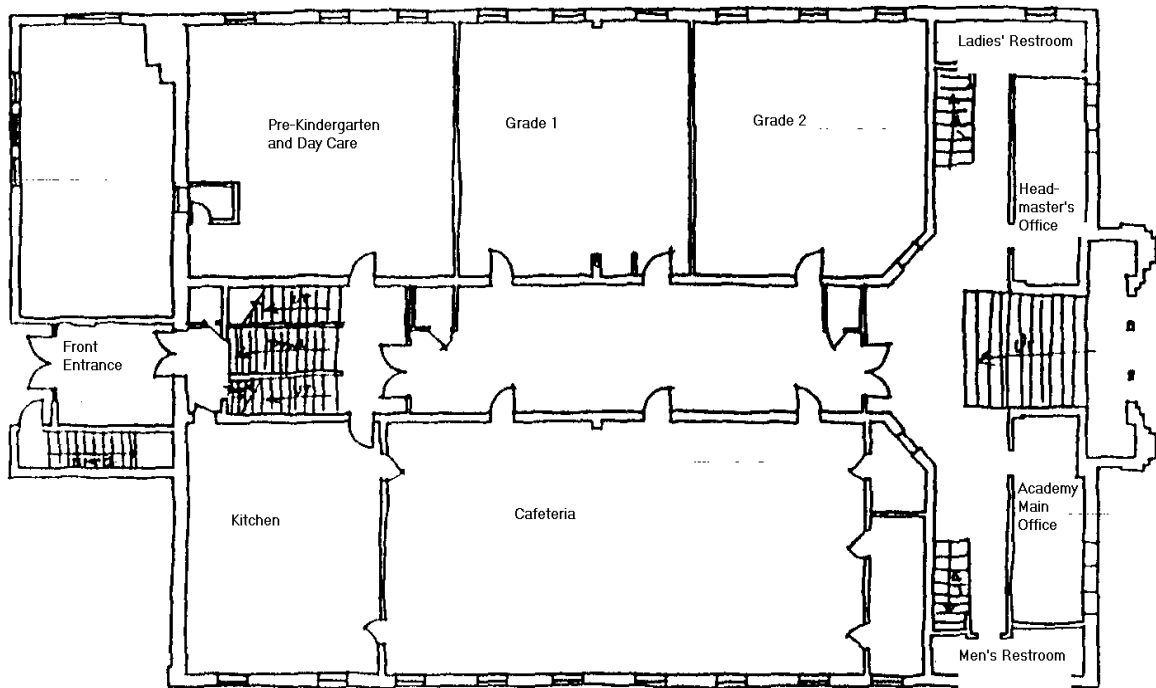 Ladies' Restroom
Pre-Kindergarten
and Day Care
Grade 1
Grade 2
Head-
master's
Office
Front
Entrance
Kitchen
Cafeteria
Academy
Main
Office
Men's Restroom